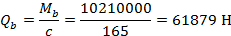 Q_b = M_b / c = 10210000 / 165 = 61879 Н